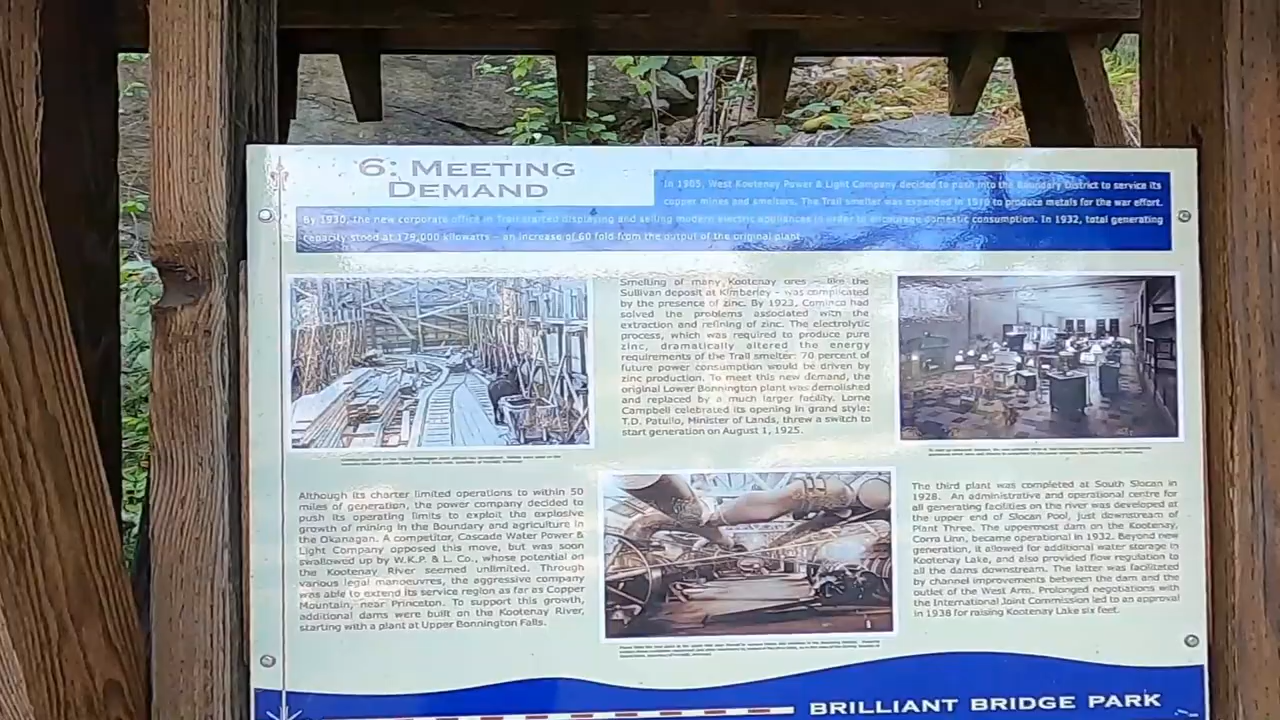 6: MEETING
DEMAND
In 1905, West Kootenay Power & Light Company decided to push into the Boundary District to service its
copper mines and smelters. The Trail smelter was expanded in 1910 to produce metals for the war effort.
By 1930, the new corporate office in Trail started displaying and selling modern electric appliances in order to encourage domestic consumption. In 1932, total generating
capacity stood at 179,000 kilowatts – an increase of 60 fold from the output of the original plant.
Smelting of many Kootenay ores – like the
Sullivan deposit at Kimberley – was complicated
by the presence of zinc. By 1923, Cominco had
solved the problems associated with the
extraction and refining of zinc. The electrolytic
process, which was required to produce pure
zinc, dramatically altered the energy
requirements of the Trail smelter: 70 percent of
future power consumption would be driven by
zinc production. To meet this new demand, the
original Lower Bonnington plant was demolished
and replaced by a much larger facility. Lorne
Campbell celebrated its opening in grand style:
T.D. Patullo, Minister of Lands, threw a switch to
start generation on August 1, 1925.
Although its charter limited operations to within 50
miles of generation, the power company decided to
push its operating limits to exploit the explosive
growth of mining in the Boundary and agriculture in
the Okanagan. A competitor, Cascade Water Power &
Light Company opposed this move, but was soon
swallowed up by W.K.P. & L. Co., whose potential on
the Kootenay River seemed unlimited. Through
various legal manoeuvres, the aggressive company
was able to extend its service region as far as Copper
Mountain, near Princeton. To support this growth,
additional dams were built on the Kootenay River,
starting with a plant at Upper Bonnington Falls.
The third plant was completed at South Slocan in
1928. An administrative and operational centre for
all generating facilities on the river was developed at
the upper end of Slocan Pool, just downstream of
Plant Three. The uppermost dam on the Kootenay,
Corra Linn, became operational in 1932. Beyond new
generation, it allowed for additional water storage in
Kootenay Lake, and also provided flow regulation to
all the dams downstream. The latter was facilitated
by channel improvements between the dam and the
outlet of the West Arm. Prolonged negotiations with
the International Joint Commission led to an approval
in 1938 for raising Kootenay Lake six feet.
BRILLIANT BRIDGE PARK